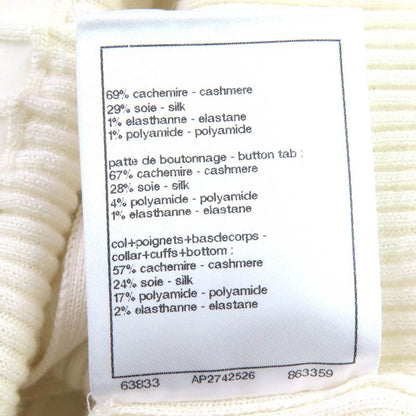 69% cachemire - cashmere
29% soie - silk
1% elasthanne - elastane
1% polyamide - polyamide
patte de boutonnage - button tab :
67% cachemire - cashmere
28% soie - silk
4% polyamide - polyamide
1% elasthanne - elastane
col+poignets+basdecorps -
collar+cuffs+bottom :
57% cachemire - cashmere
24% soie - silk
17% polyamide - polyamide
2% elasthanne - elastane
63833 AP2742526 863359